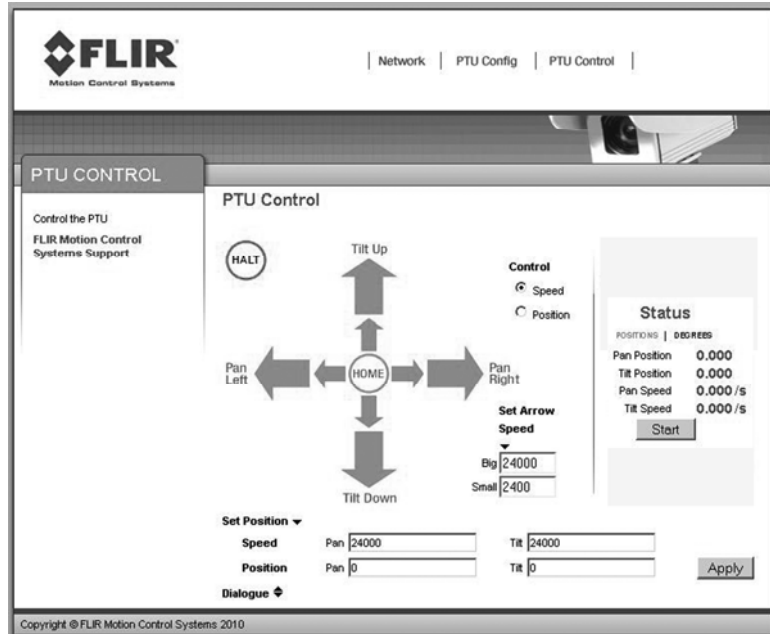 FLIR
Motion Control Systems
Network | PTU Config | PTU Control
PTU CONTROL
Control the PTU
FLIR Motion Control
Systems Support
PTU Control
HALT
Tilt Up
Pan
Left
HOME
Pan
Right
Tilt Down
Control
Speed
Position
Set Arrow
Speed
Big 24000
Small 2400
Status
POSITIONS | DEGREES
Pan Position 0.000
Tilt Position 0.000
Pan Speed 0.000 /s
Tilt Speed 0.000 /s
Start
Set Position
Speed Pan 24000 Tilt 24000
Position Pan 0 Tilt 0
Apply
Dialogue
Copyright © FLIR Motion Control Systems 2010